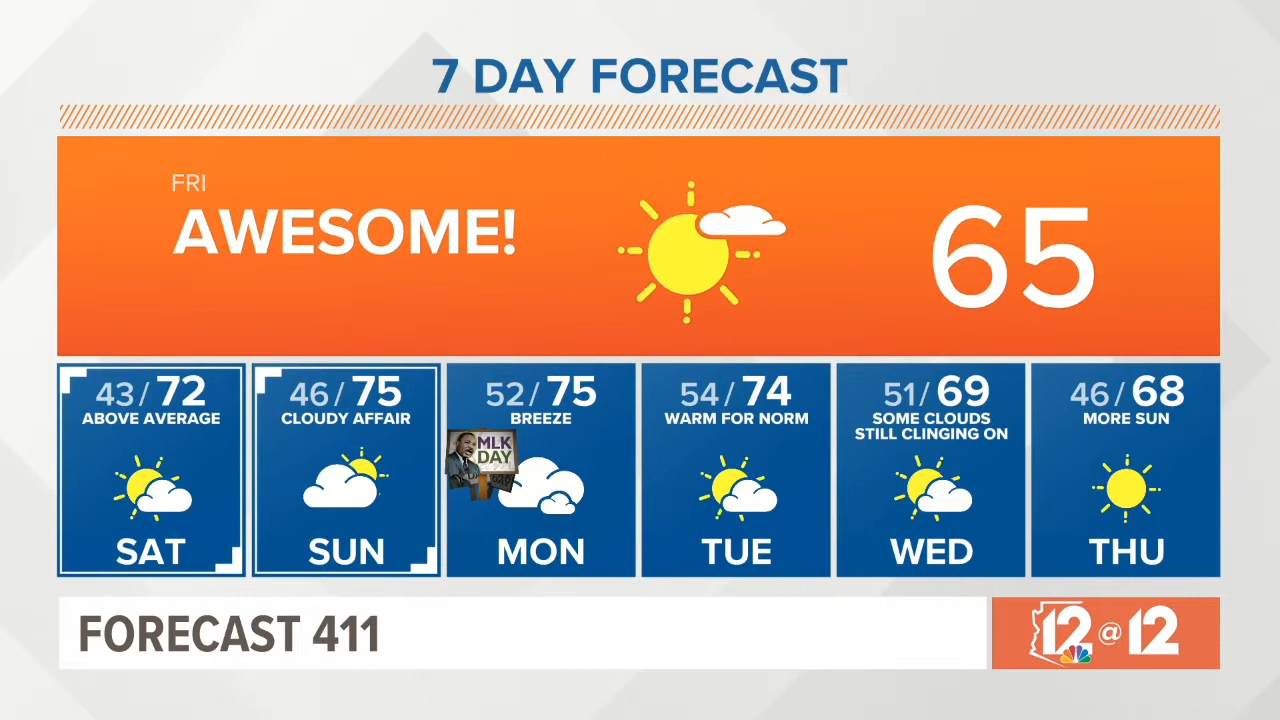 7 DAY FORECAST
FRI
AWESOME!
65
43 / 72
ABOVE AVERAGE
SAT
46 / 75
CLOUDY AFFAIR
SUN
52 / 75
BREEZE
MLK
DAY
MON
54 / 74
WARM FOR NORM
TUE
51 / 69
SOME CLOUDS
STILL CLINGING ON
WED
46 / 68
MORE SUN
THU
FORECAST 411
12 @ 12